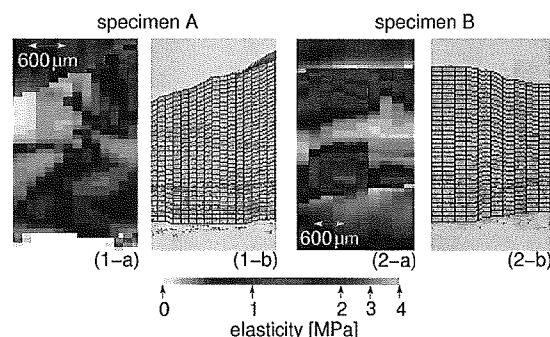 specimen A specimen B
600μm
600μm
(1-a) (1-b) (2-a) (2-b)
0 1 2 3 4
elasticity [MPa]